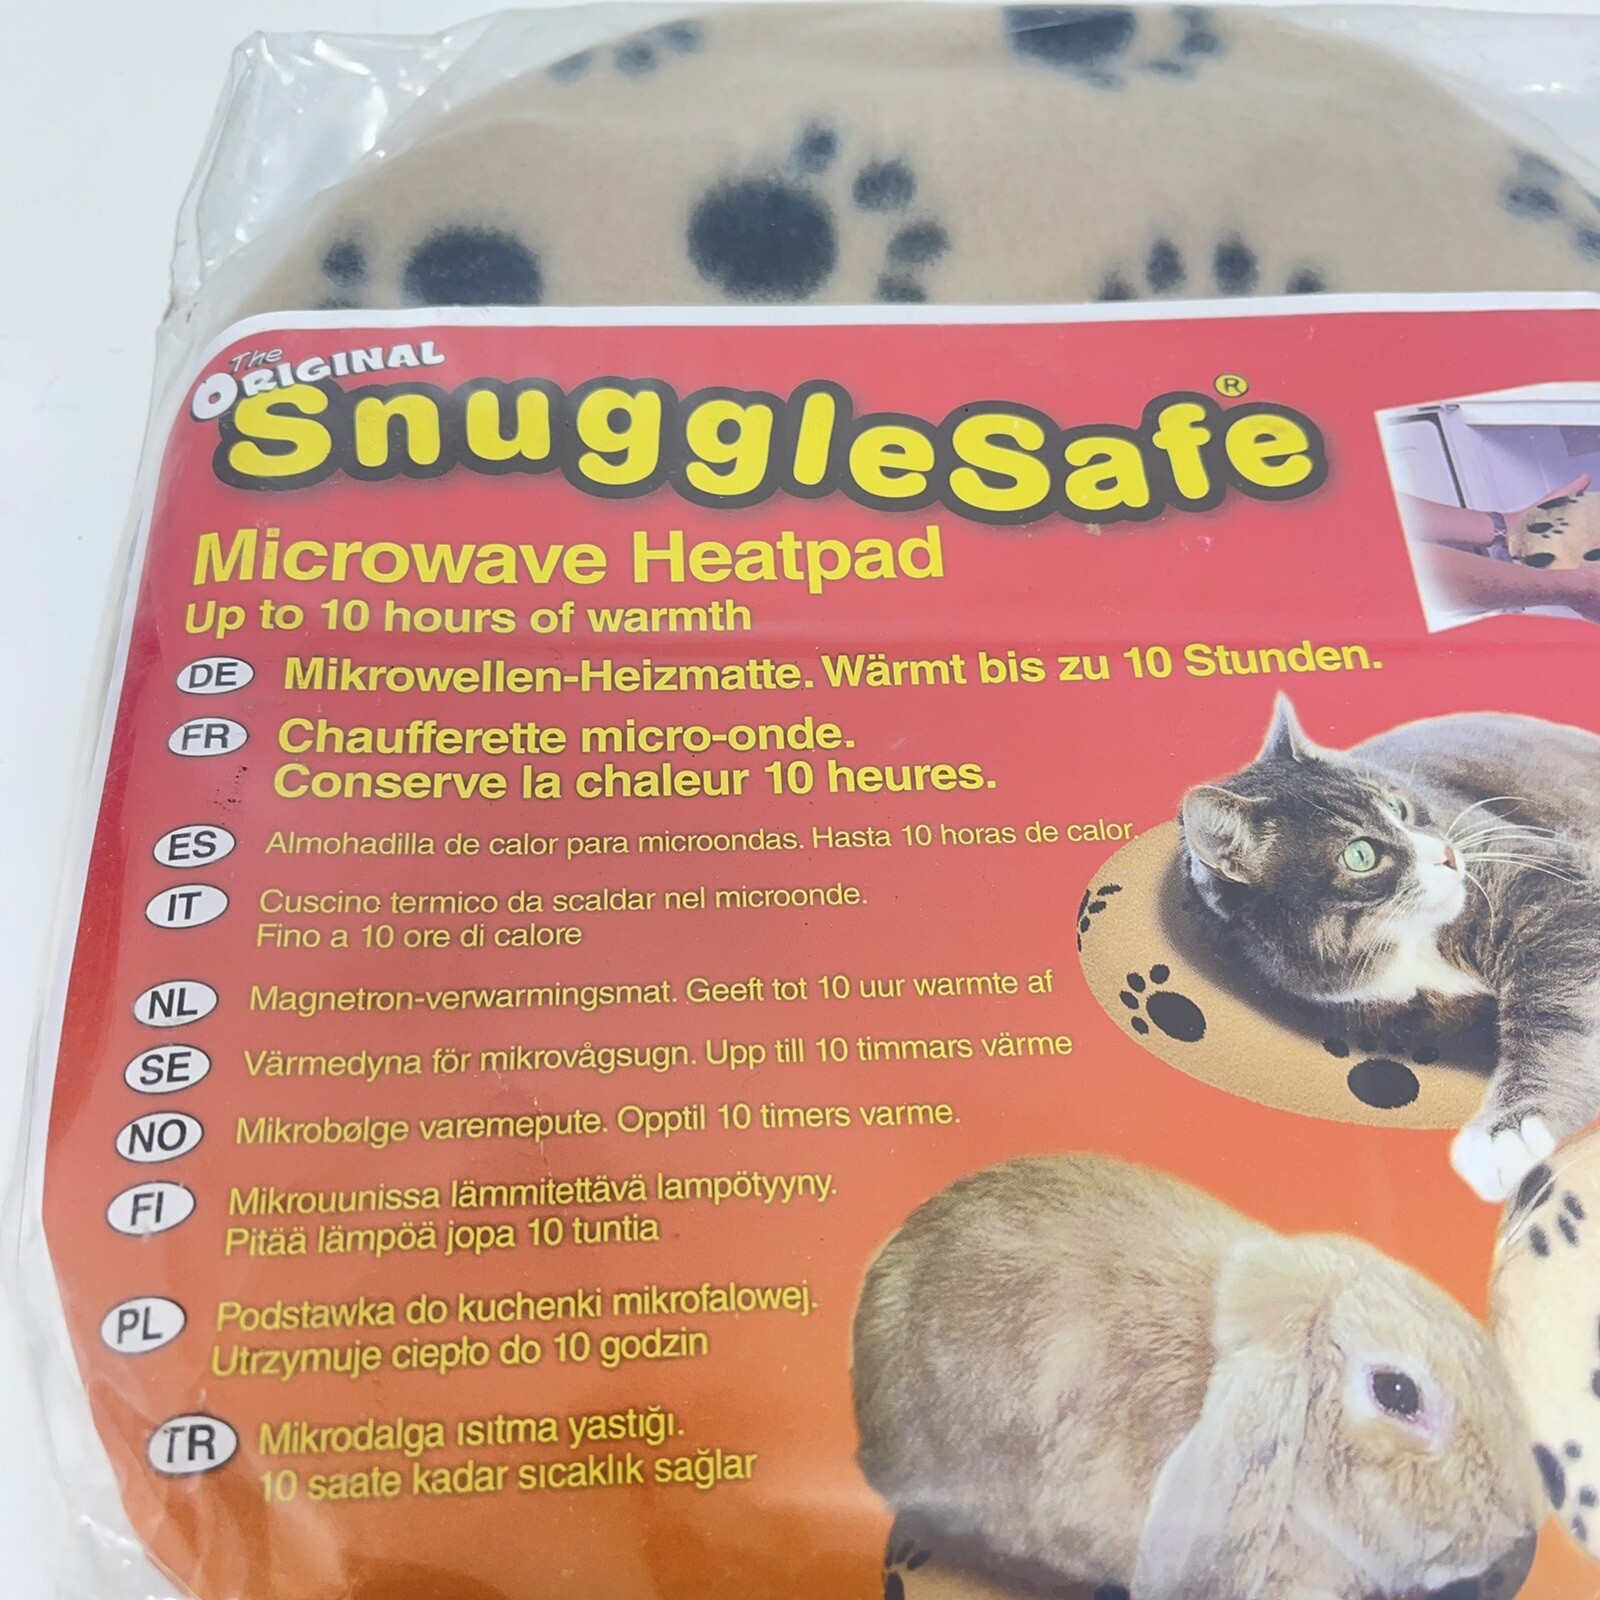 The
ORIGINAL
SnuggleSafe®
Microwave Heatpad
Up to 10 hours of warmth
DE Mikrowellen-Heizmatte. Wärmt bis zu 10 Stunden.
FR Chaufferette micro-onde.
Conserve la chaleur 10 heures.
ES Almohadilla de calor para microondas. Hasta 10 horas de calor.
IT Cuscino termico da scaldar nel microonde.
Fino a 10 ore di calore
NL Magnetron-verwarmingsmat. Geeft tot 10 uur warmte af
SE Värmedyna för mikrovågsugn. Upp till 10 timmars värme
NO Mikrobølge varemepute. Opptil 10 timers varme.
FI Mikrouunissa lämmitettävä lampötyyny.
Pitää lämpöä jopa 10 tuntia
PL Podstawka do kuchenki mikrofalowej.
Utrzymuje ciepło do 10 godzin
TR Mikrodalga ısıtma yastığı.
10 saate kadar sıcaklık sağlar